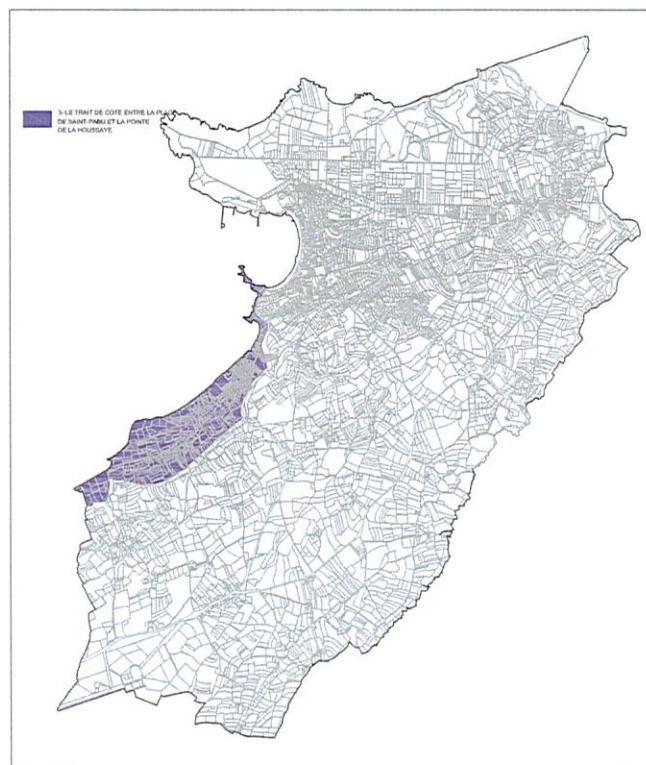 3- LE TRAIT DE COTE ENTRE LA PLAGE
DE SAINT-PABU ET LA POINTE
DE LA HOUSSAYE